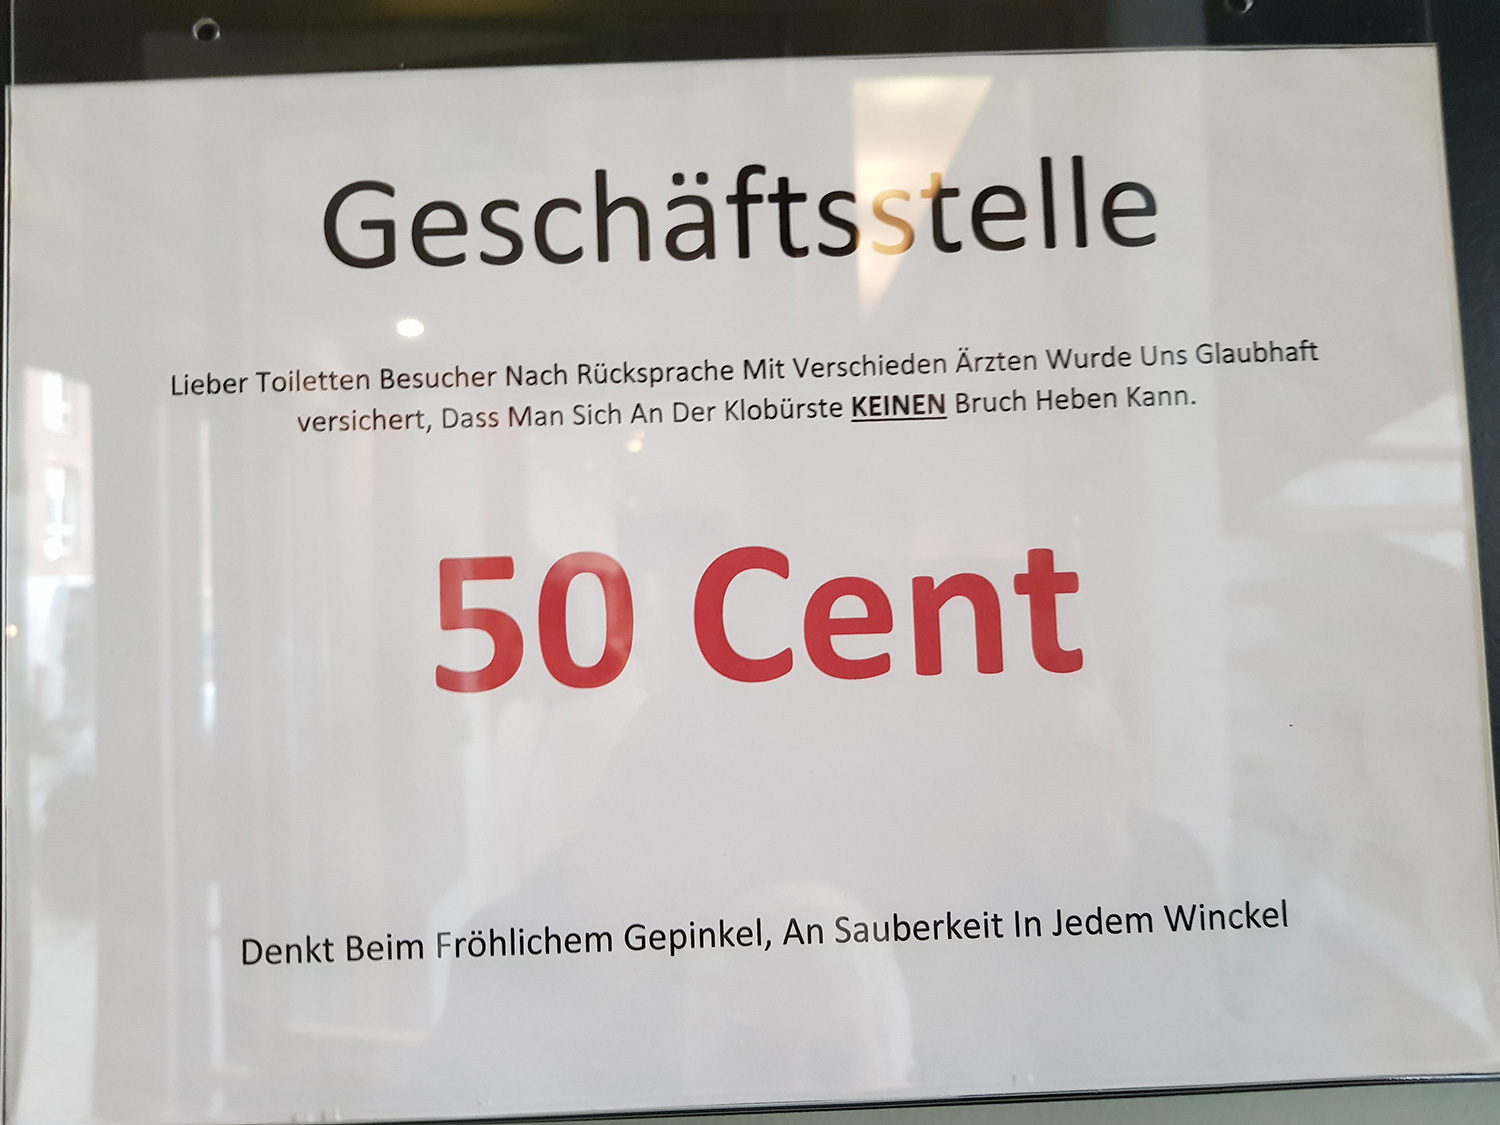 Geschäftsstelle
Lieber Toiletten Besucher Nach Rücksprache Mit Verschieden Ärzten Wurde Uns Glaubhaft
versichert, Dass Man Sich An Der Klobürste KEINEN Bruch Heben Kann.
50 Cent
Denkt Beim Fröhlichem Gepinkel, An Sauberkeit In Jedem Winckel